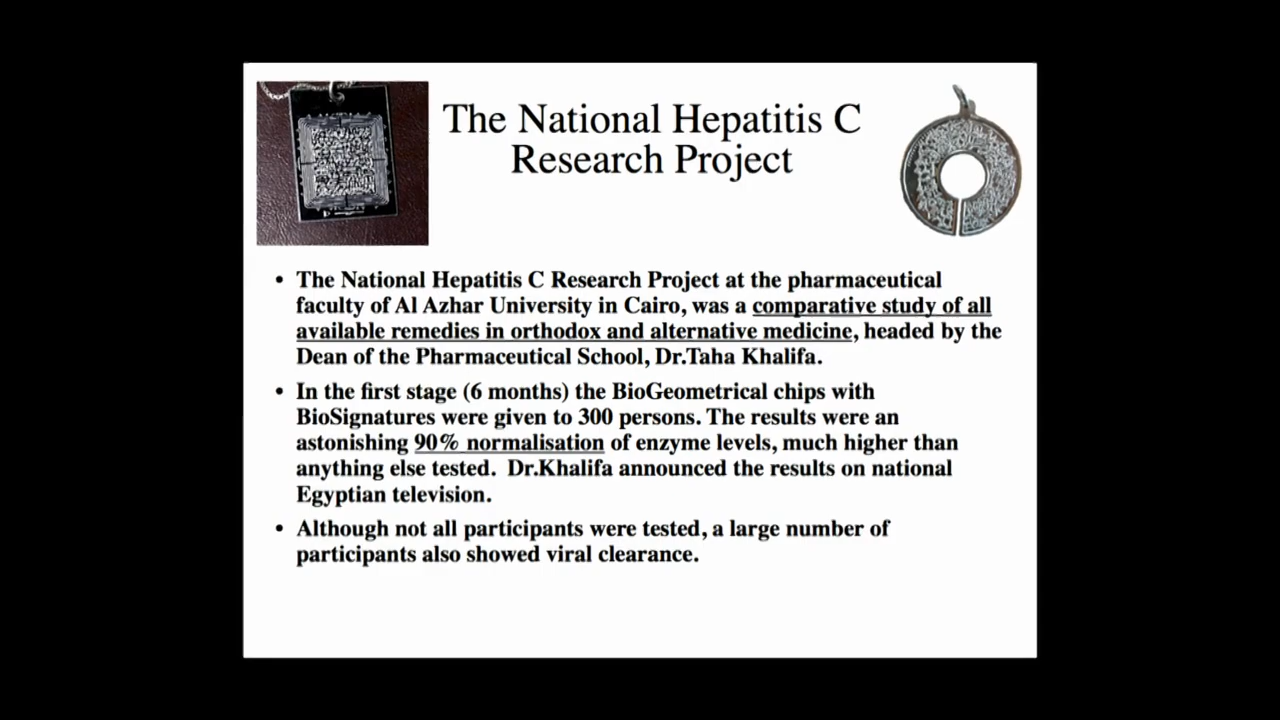 The National Hepatitis C
Research Project
• The National Hepatitis C Research Project at the pharmaceutical
faculty of Al Azhar University in Cairo, was a comparative study of all
available remedies in orthodox and alternative medicine, headed by the
Dean of the Pharmaceutical School, Dr.Taha Khalifa.
• In the first stage (6 months) the BioGeometrical chips with
BioSignatures were given to 300 persons. The results were an
astonishing 90% normalisation of enzyme levels, much higher than
anything else tested.  Dr.Khalifa announced the results on national
Egyptian television.
• Although not all participants were tested, a large number of
participants also showed viral clearance.